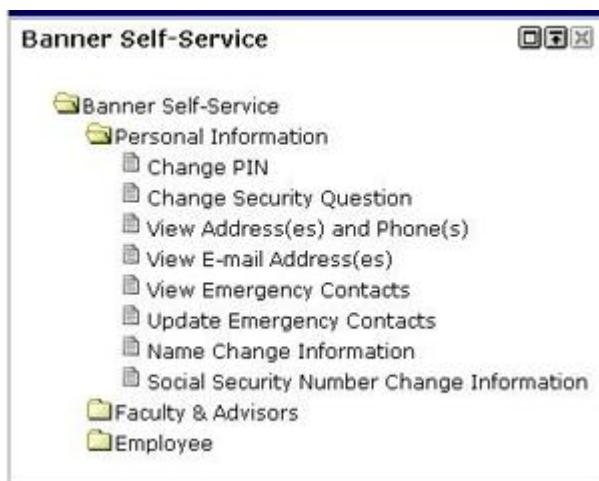 Banner Self-Service
Banner Self-Service
Personal Information
Change PIN
Change Security Question
View Address(es) and Phone(s)
View E-mail Address(es)
View Emergency Contacts
Update Emergency Contacts
Name Change Information
Social Security Number Change Information
Faculty & Advisors
Employee